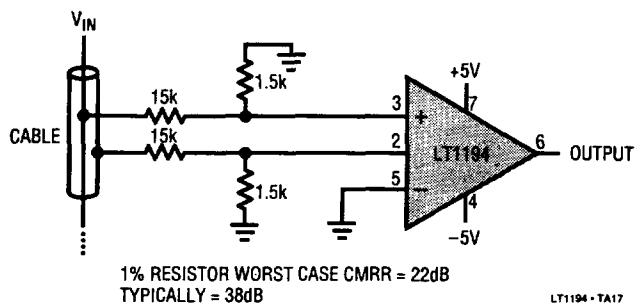 V_IN
+5V
1.5k
15k
3
7
+
CABLE
15k
2
LT1194
6
OUTPUT
5
−
1.5k
4
−5V
1% RESISTOR WORST CASE CMRR = 22dB
TYPICALLY = 38dB
LT1194 • TA17